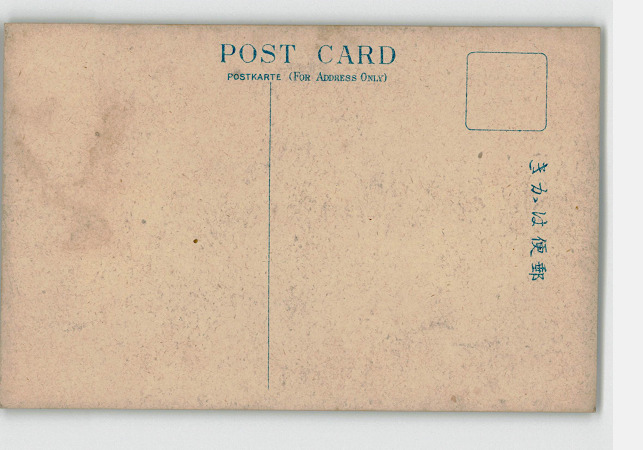 POST CARD
POSTKARTE (FOR ADDRESS ONLY)
郵便はかき